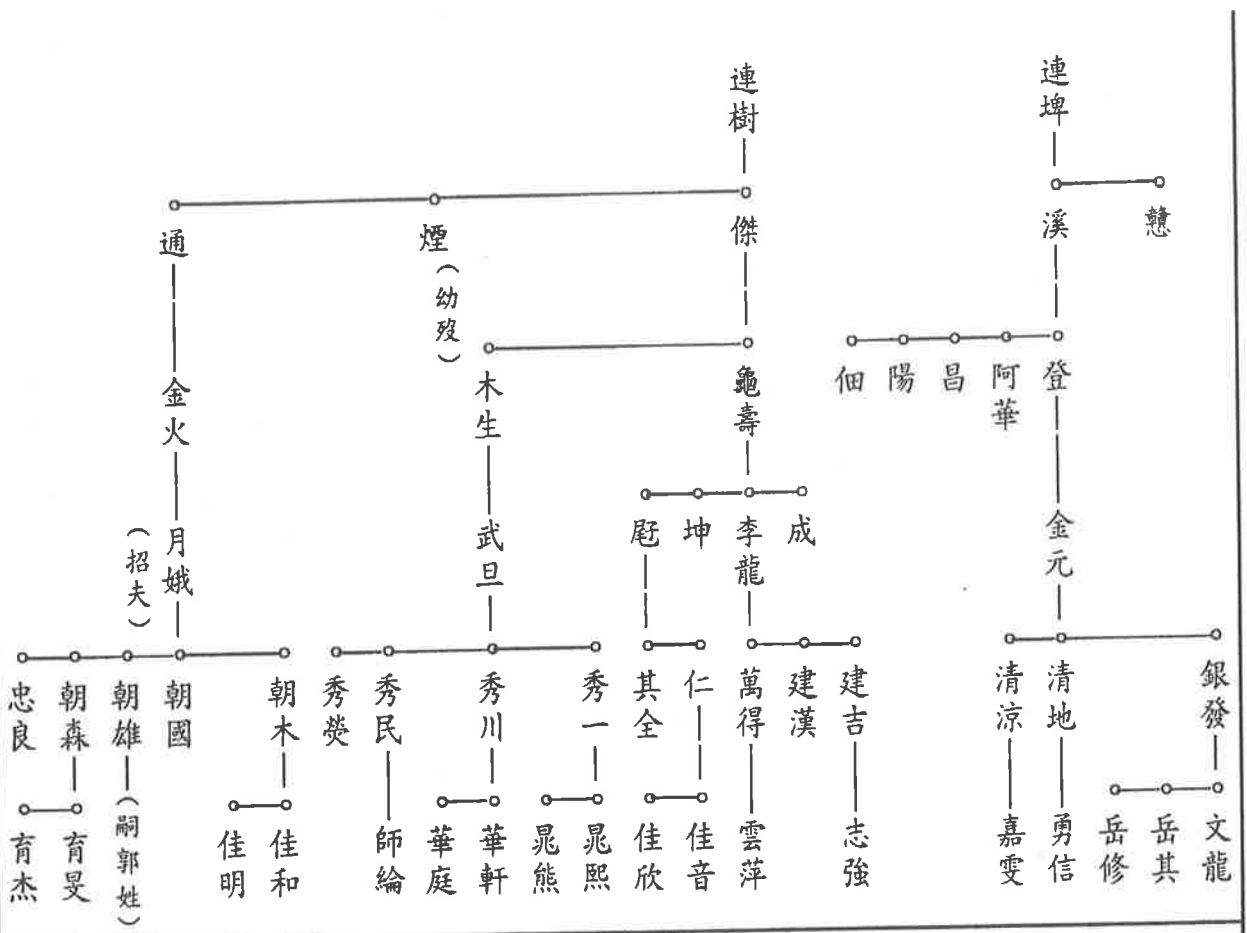 連埤
戇
溪
登
阿華
昌
陽
佃
金元
銀發
清地
清涼
文龍
岳其
岳修
勇信
嘉雯
連樹
傑
煙
(幼歿)
通
龜壽
木生
金火
成
李龍
坤
武旦
月娥
(招夫)
建吉
建漢
萬得
仁
其全
秀一
秀川
秀民
秀熒
朝木
朝國
朝雄
朝森
忠良
志強
雲萍
佳音
佳欣
晁熙
晁熊
華軒
華庭
師綸
佳和
佳明
(嗣郭姓)
育旻
育杰